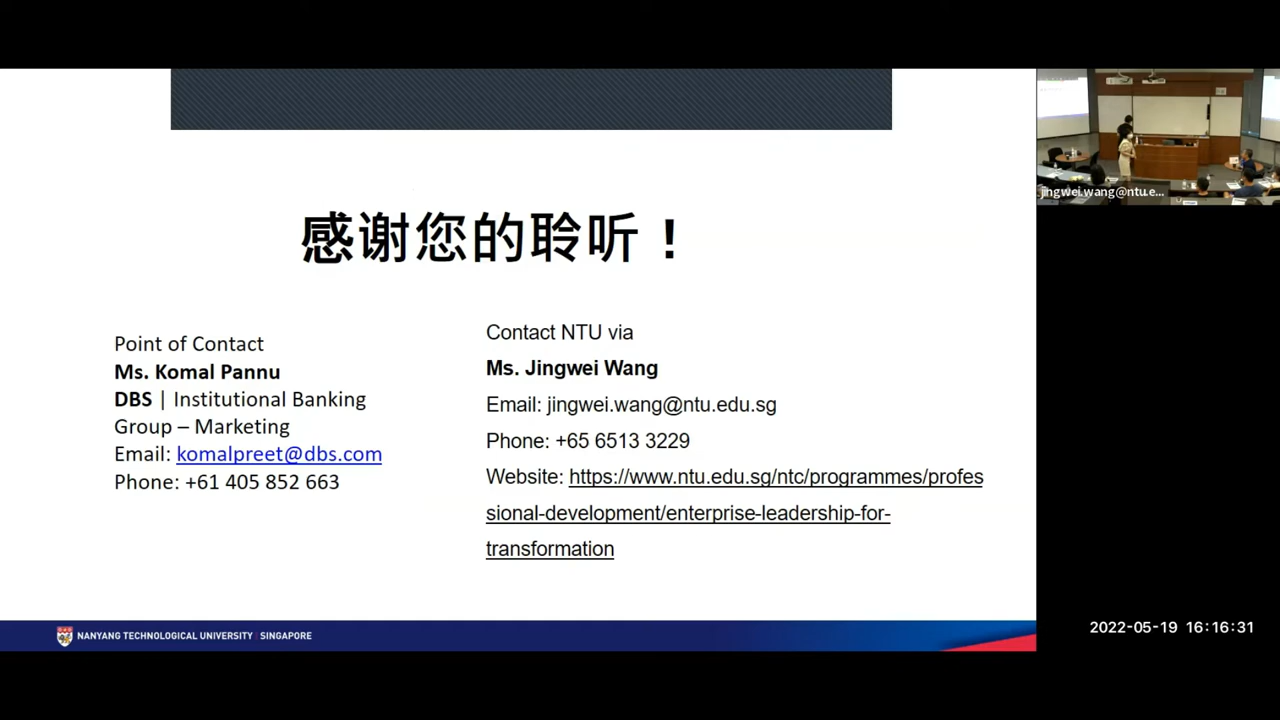 感谢您的聆听！
Point of Contact
Ms. Komal Pannu
DBS | Institutional Banking
Group – Marketing
Email: komalpreet@dbs.com
Phone: +61 405 852 663
Contact NTU via
Ms. Jingwei Wang
Email: jingwei.wang@ntu.edu.sg
Phone: +65 6513 3229
Website: https://www.ntu.edu.sg/ntc/programmes/profes
sional-development/enterprise-leadership-for-
transformation
NANYANG TECHNOLOGICAL UNIVERSITY | SINGAPORE
jingwei.wang@ntu.e...
2022-05-19 16:16:31